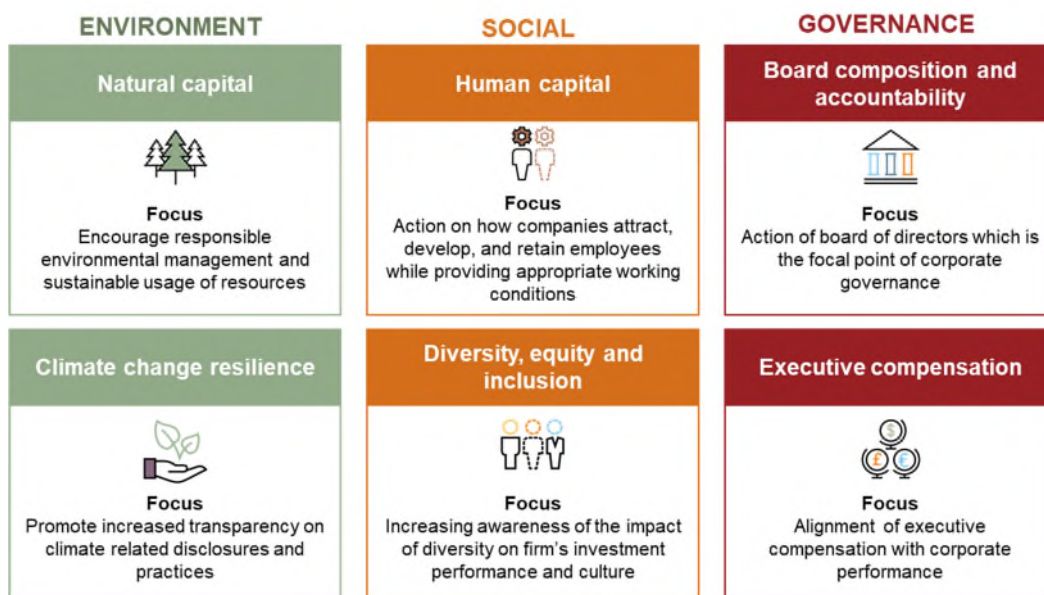 ENVIRONMENT
Natural capital
Focus
Encourage responsible
environmental management and
sustainable usage of resources
Climate change resilience
Focus
Promote increased transparency on
climate related disclosures and
practices
SOCIAL
Human capital
Focus
Action on how companies attract,
develop, and retain employees
while providing appropriate working
conditions
Diversity, equity and
inclusion
Focus
Increasing awareness of the impact
of diversity on firm's investment
performance and culture
GOVERNANCE
Board composition and
accountability
Focus
Action of board of directors which is
the focal point of corporate
governance
Executive compensation
$
£ €
Focus
Alignment of executive
compensation with corporate
performance